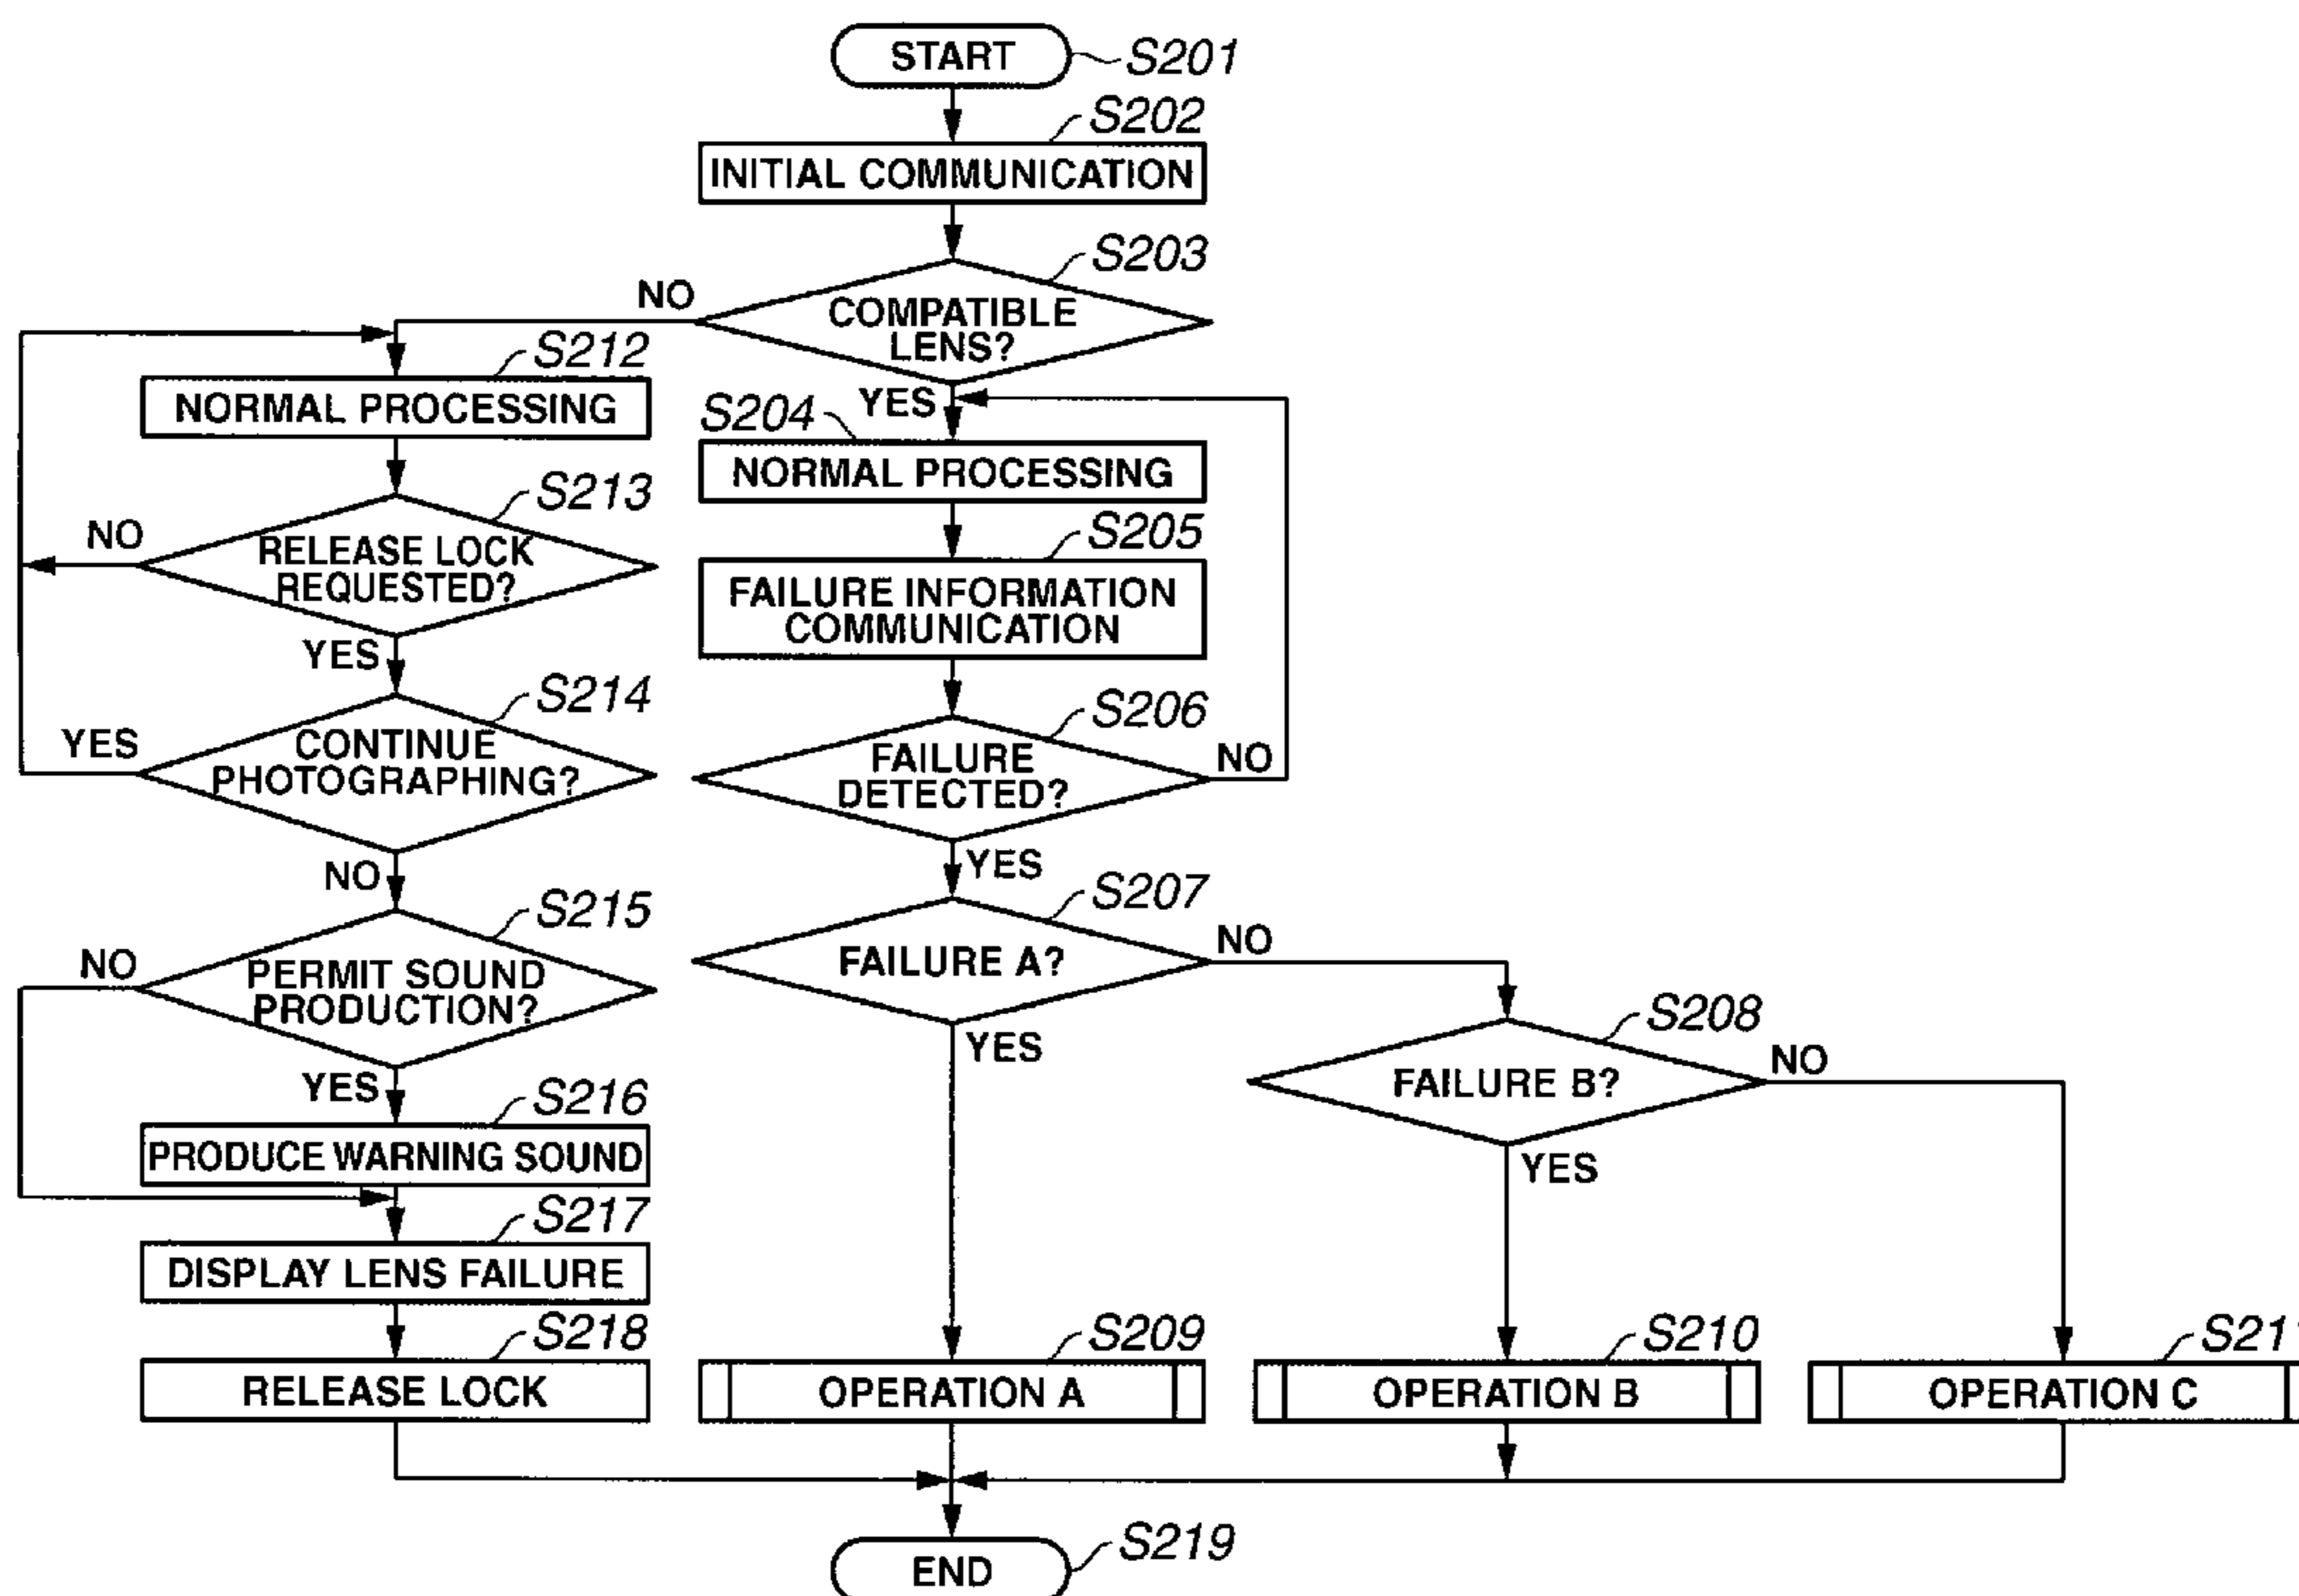 START
S201
S202
INITIAL COMMUNICATION
S203
NO
COMPATIBLE
LENS?
YES
S212
NORMAL PROCESSING
S204
NORMAL PROCESSING
S213
NO
RELEASE LOCK
REQUESTED?
YES
S205
FAILURE INFORMATION
COMMUNICATION
S214
YES
CONTINUE
PHOTOGRAPHING?
NO
S206
FAILURE
DETECTED?
NO
YES
S215
NO
PERMIT SOUND
PRODUCTION?
YES
S207
FAILURE A?
NO
YES
S208
FAILURE B?
NO
YES
S216
PRODUCE WARNING SOUND
S217
DISPLAY LENS FAILURE
S218
RELEASE LOCK
S209
OPERATION A
S210
OPERATION B
S211
OPERATION C
END
S219